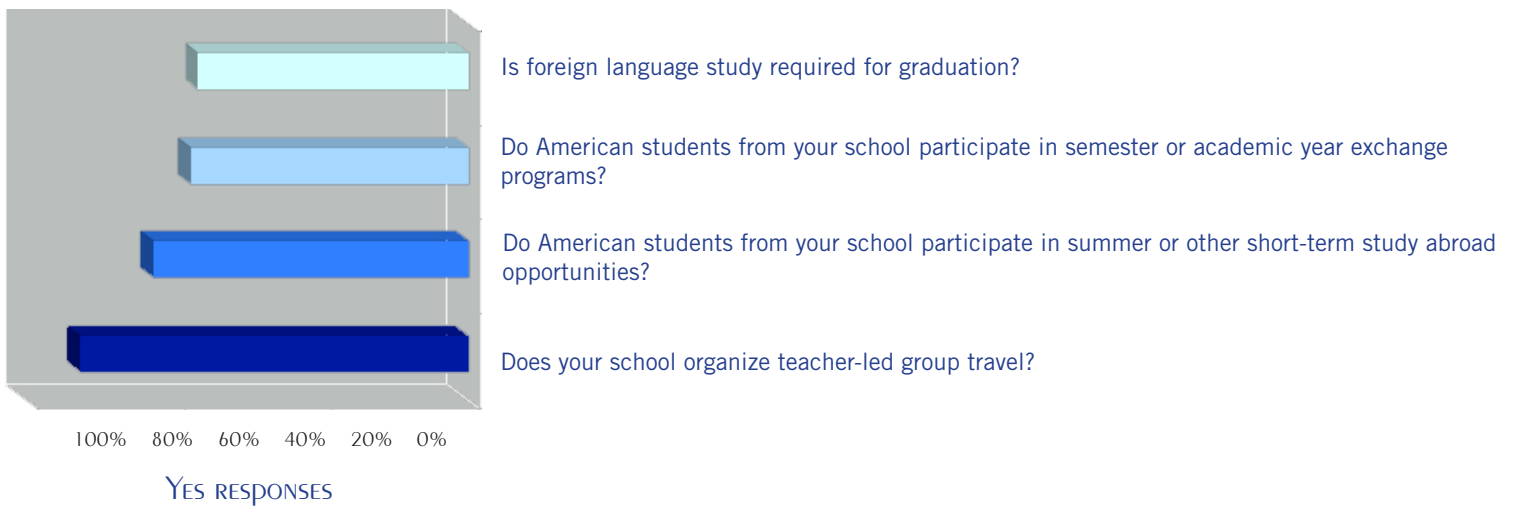 Is foreign language study required for graduation?
Do American students from your school participate in semester or academic year exchange
programs?
Do American students from your school participate in summer or other short-term study abroad
opportunities?
Does your school organize teacher-led group travel?
100% 80% 60% 40% 20% 0%
Yes responses